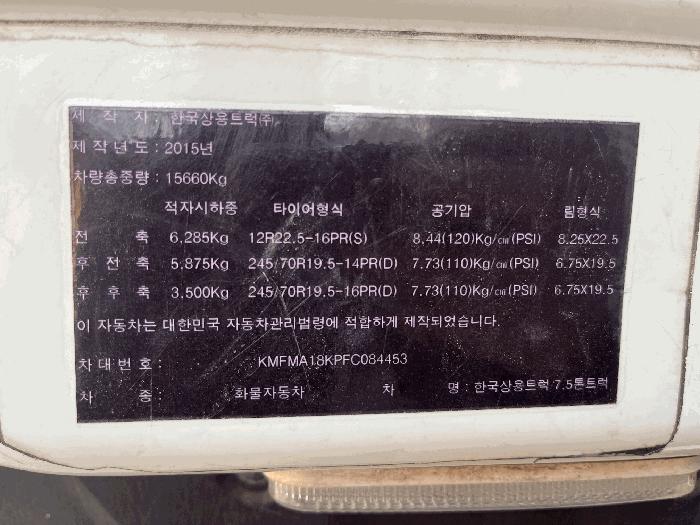 제 작 자 : 한국상용트럭(주)
제 작 년 도 : 2015년
차량총중량 : 15660Kg
적차시하중 타이어형식 공기압 림형식
전 축 6,285Kg 12R22.5-16PR(S) 8.44(120)Kg/㎠(PSI) 8.25X22.5
후 전 축 5,875Kg 245/70R19.5-14PR(D) 7.73(110)Kg/㎠(PSI) 6.75X19.5
후 후 축 3,500Kg 245/70R19.5-16PR(D) 7.73(110)Kg/㎠(PSI) 6.75X19.5
이 자동차는 대한민국 자동차관리법령에 적합하게 제작되었습니다.
차 대 번 호 : KMFMA18KPFC084453
차 종 : 화물자동차 차 명 : 한국상용트럭 7.5톤트럭